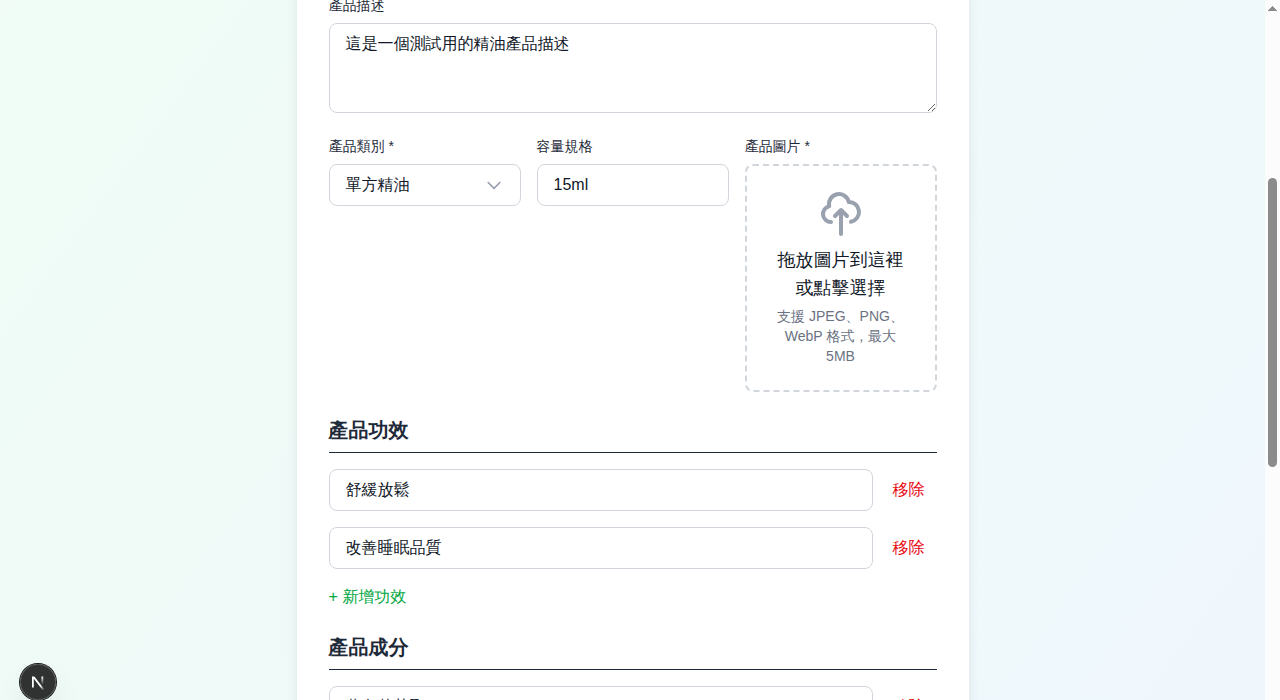 產品描述
這是一個測試用的精油產品描述
產品類別 *
容量規格
產品圖片 *
單方精油
15ml
拖放圖片到這裡
或點擊選擇
支援 JPEG、PNG、
WebP 格式，最大
5MB
產品功效
舒緩放鬆
移除
改善睡眠品質
移除
+ 新增功效
產品成分
N